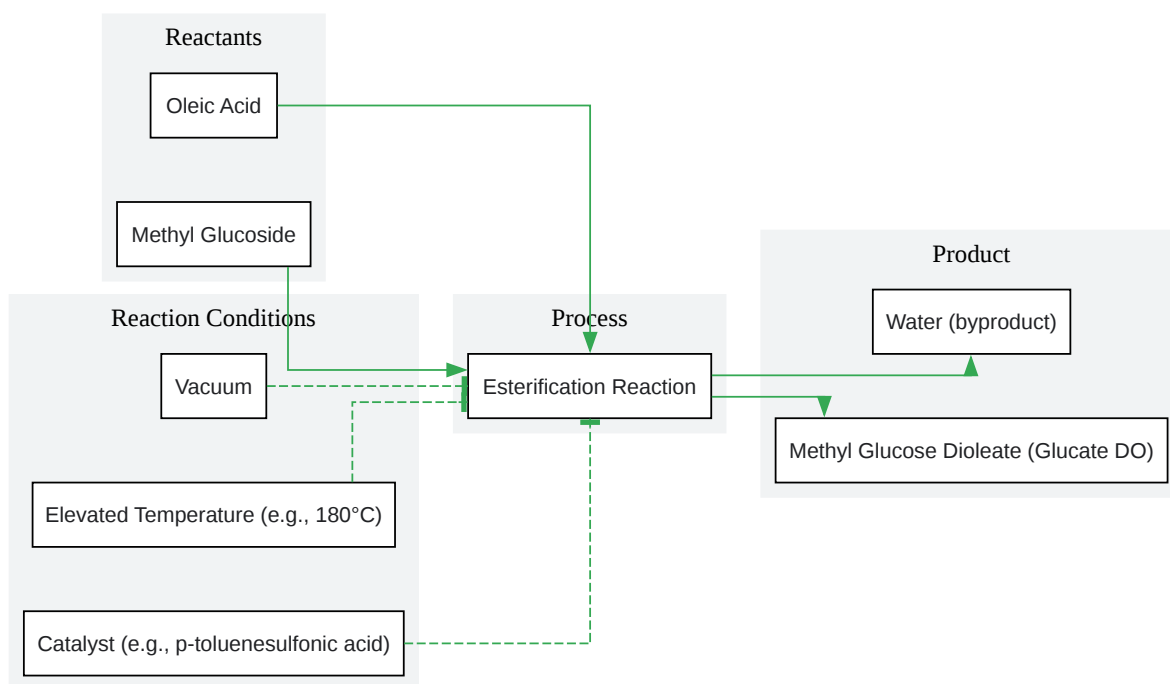 Reactants
Oleic Acid
Methyl Glucoside
Reaction Conditions
Vacuum
Elevated Temperature (e.g., 180°C)
Catalyst (e.g., p-toluenesulfonic acid)
Process
Esterification Reaction
Product
Water (byproduct)
Methyl Glucose Dioleate (Glucate DO)